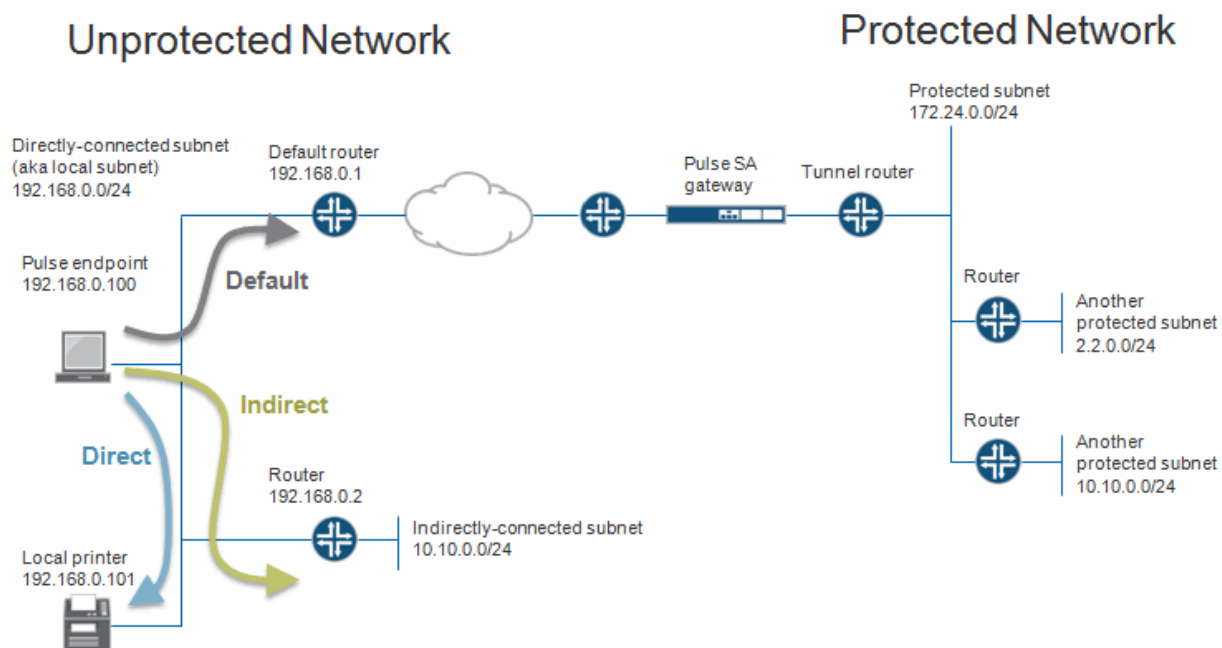 Unprotected Network
Protected Network
Protected subnet
172.24.0.0/24
Directly-connected subnet
(aka local subnet)
192.168.0.0/24
Default router
192.168.0.1
Pulse SA
gateway
Tunnel router
Pulse endpoint
192.168.0.100
Default
Router
Another
protected subnet
2.2.0.0/24
Indirect
Direct
Router
192.168.0.2
Router
Another
protected subnet
10.10.0.0/24
Indirectly-connected subnet
10.10.0.0/24
Local printer
192.168.0.101